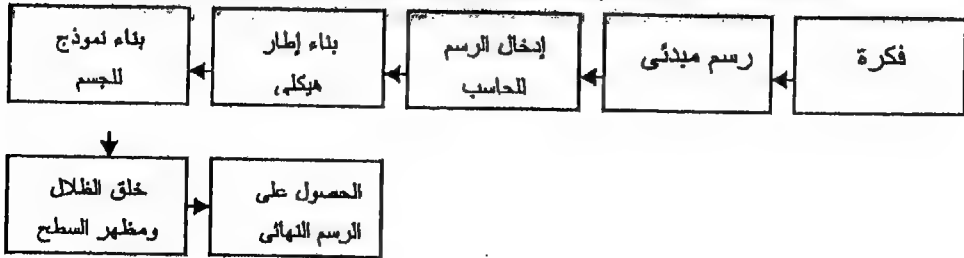 فكرة
رسم مبدئى
إدخال الرسم
للحاسب
بناء إطار
هيكلى
بناء نموذج
للجسم
خلق الظلال
ومظهر السطح
الحصول على
الرسم النهائى